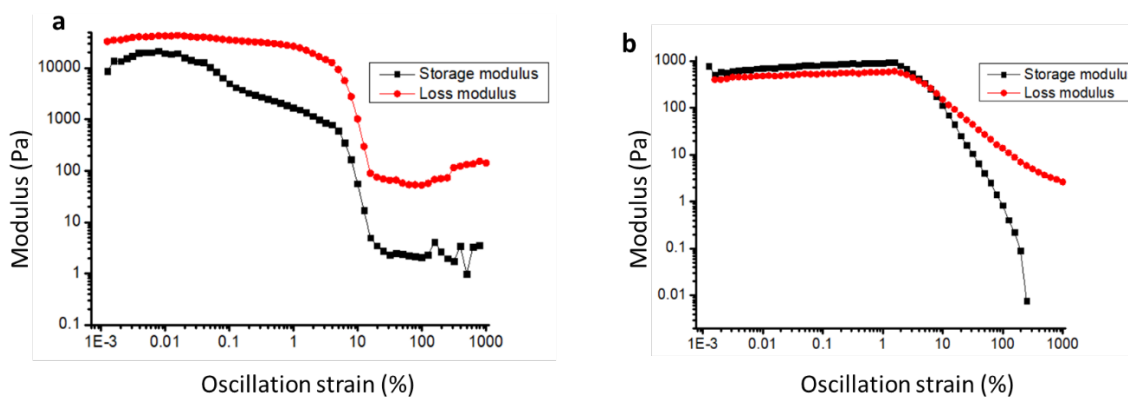 a
Modulus (Pa)
10000
1000
100
10
1
0.1
Storage modulus
Loss modulus
1E-3 0.01 0.1 1 10 100 1000
Oscillation strain (%)
b
Modulus (Pa)
1000
100
10
1
0.1
0.01
Storage modulu
Loss modulus
1E-3 0.01 0.1 1 10 100 1000
Oscillation strain (%)